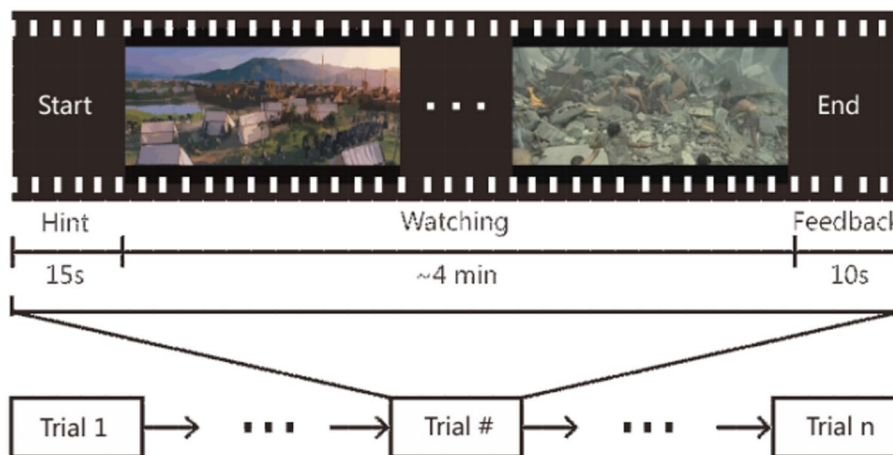 Start
End
Hint
Watching
Feedback
15s
~4 min
10s
Trial 1
Trial #
Trial n